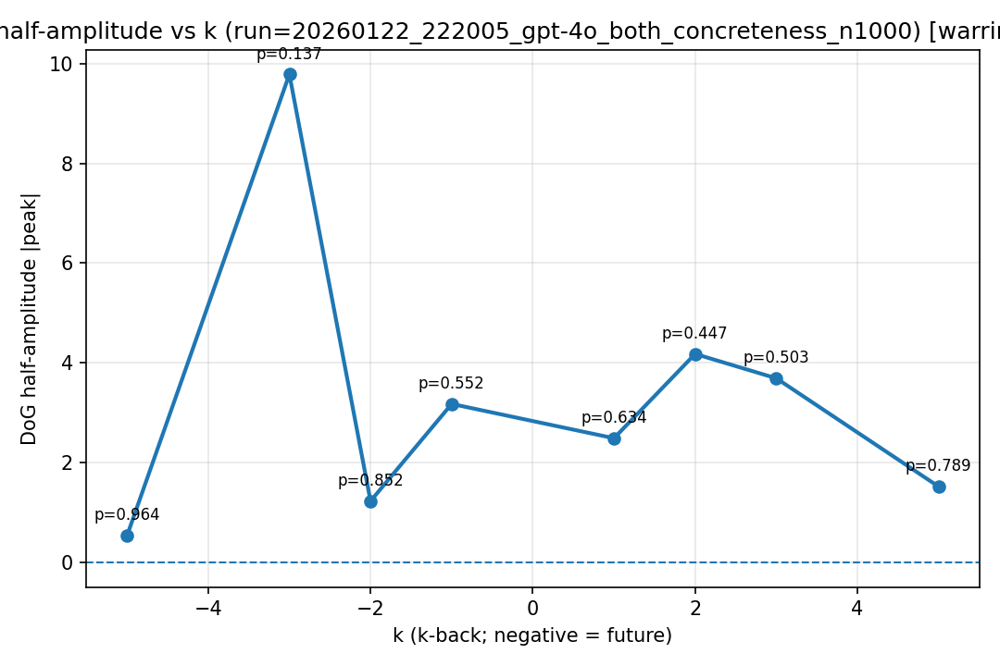 half-amplitude vs k (run=20260122_222005_gpt-4o_both_concreteness_n1000) [warri
p=0.137
10
8
DoG half-amplitude |peak|
6
p=0.447
4
p=0.503
p=0.552
p=0.634
2
p=0.789
p=0.852
p=0.964
0
−4
−2
0
2
4
k (k-back; negative = future)